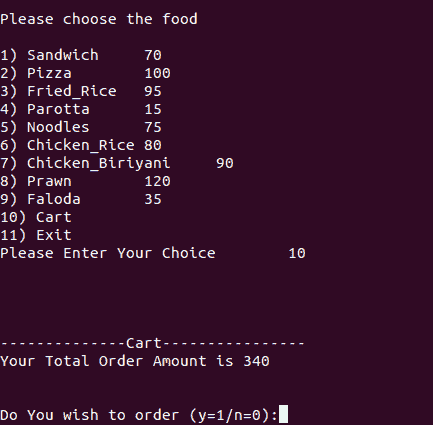 Please choose the food
1) Sandwich 70
2) Pizza 100
3) Fried_Rice 95
4) Parotta 15
5) Noodles 75
6) Chicken_Rice 80
7) Chicken_Biriyani 90
8) Prawn 120
9) Faloda 35
10) Cart
11) Exit
Please Enter Your Choice 10
--------------Cart----------------
Your Total Order Amount is 340
Do You wish to order (y=1/n=0):